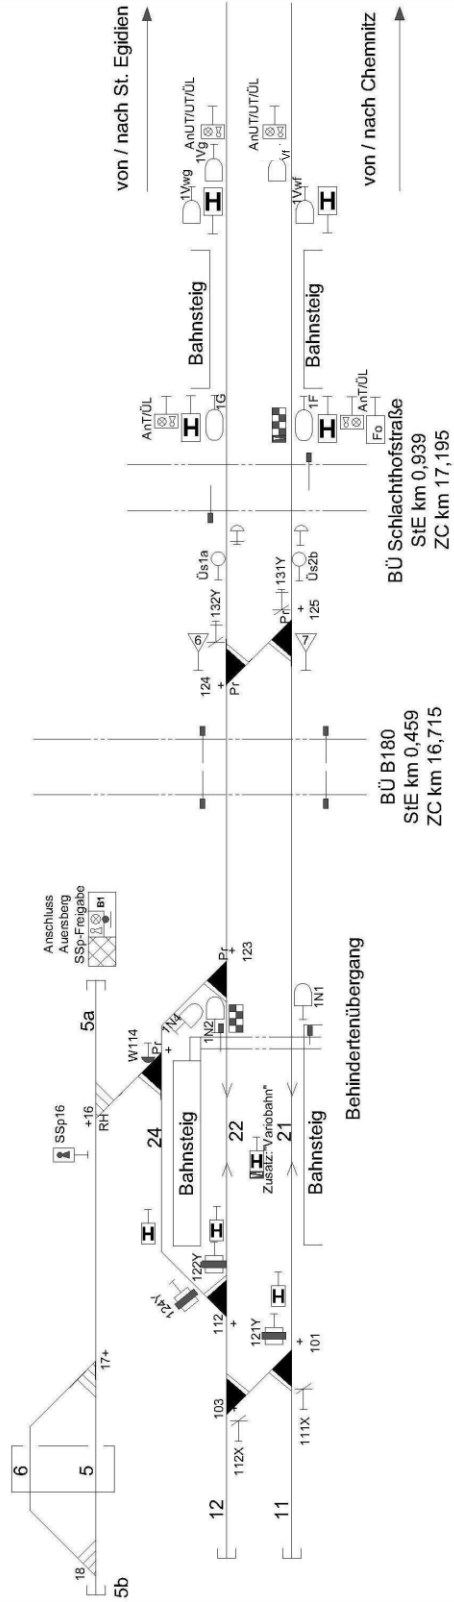 von / nach St. Egidien
von / nach Chemnitz
AnUT/UT/ÜL
1Vg
1Vwg
H
AnUT/UT/ÜL
Vf
1Vwf
H
Bahnsteig
Bahnsteig
AnT/ÜL
H
1G
1F
H
AnT/ÜL
Fo
BÜ Schlachthofstraße
StE km 0,939
ZC km 17,195
Üs1a
Üs2b
132Y
131Y
6
7
124
+
Pr
Pr
+
125
BÜ B180
StE km 0,459
ZC km 16,715
Anschluss
Auersberg
SSp-Freigabe
B1
5a
Pr
+
123
1N4
1N2
1N1
W114
Pr
+
SSp16
+16
RH
24
22
21
Bahnsteig
H
Zusatz:"Variobahn"
Bahnsteig
Behindertenübergang
H
H
H
124Y
122Y
121Y
112
+
+
101
103
+
112X
111X
17+
6
5
18
5b
12
11